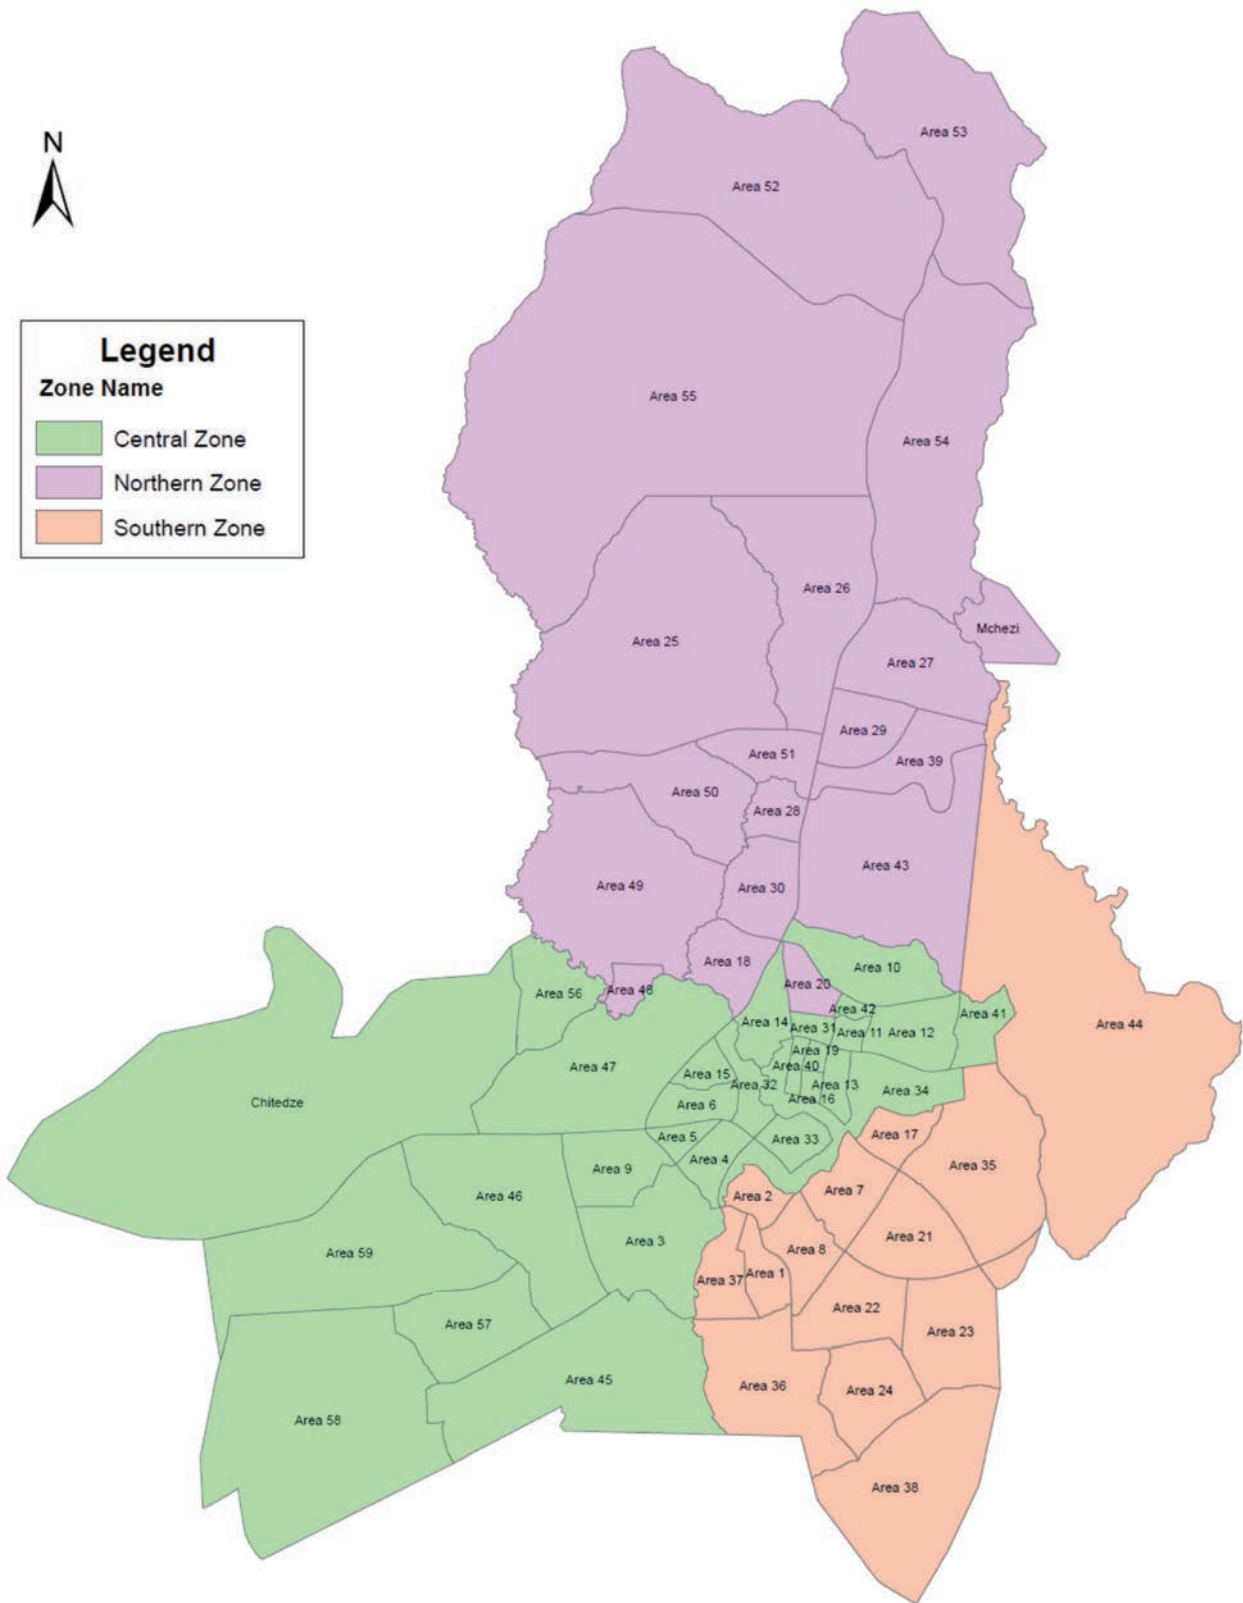 N
Legend
Zone Name
Central Zone
Northern Zone
Southern Zone
Area 53
Area 52
Area 55
Area 54
Area 26
Mchezi
Area 25
Area 27
Area 29
Area 51
Area 39
Area 50
Area 28
Area 43
Area 49
Area 30
Area 18
Area 10
Area 20
Area 48
Area 56
Area 42
Area 41
Area 14
Area 31
Area 11
Area 12
Area 44
Area 19
Area 47
Area 40
Area 15
Area 32
Area 13
Area 34
Area 16
Chitedze
Area 6
Area 5
Area 33
Area 17
Area 4
Area 9
Area 35
Area 7
Area 2
Area 46
Area 21
Area 3
Area 8
Area 59
Area 1
Area 37
Area 22
Area 57
Area 23
Area 45
Area 36
Area 24
Area 58
Area 38